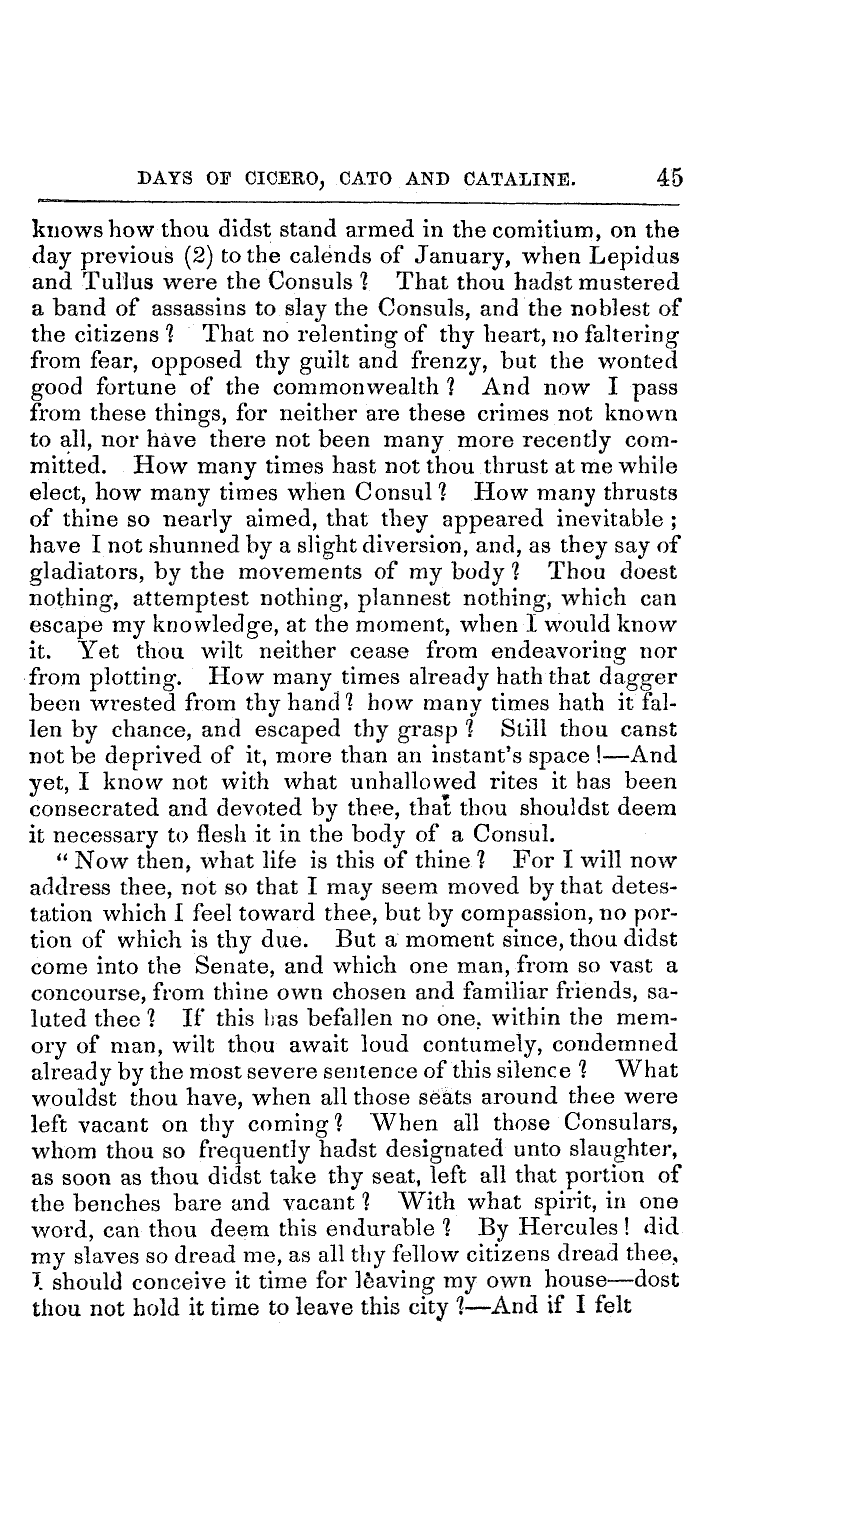 DAYS OF CICERO, CATO AND CATALINE. 45
knows how thou didst stand armed in the comitium, on the
day previous (2) to the calends of January, when Lepidus
and Tullus were the Consuls? That thou hadst mustered
a band of assassins to slay the Consuls, and the noblest of
the citizens? That no relenting of thy heart, no faltering
from fear, opposed thy guilt and frenzy, but the wonted
good fortune of the commonwealth? And now I pass
from these things, for neither are these crimes not known
to all, nor have there not been many more recently com-
mitted. How many times hast not thou thrust at me while
elect, how many times when Consul? How many thrusts
of thine so nearly aimed, that they appeared inevitable;
have I not shunned by a slight diversion, and, as they say of
gladiators, by the movements of my body? Thou doest
nothing, attemptest nothing, plannest nothing, which can
escape my knowledge, at the moment, when I would know
it. Yet thou wilt neither cease from endeavoring nor
from plotting. How many times already hath that dagger
been wrested from thy hand? how many times hath it fal-
len by chance, and escaped thy grasp? Still thou canst
not be deprived of it, more than an instant's space!—And
yet, I know not with what unhallowed rites it has been
consecrated and devoted by thee, that thou shouldst deem
it necessary to flesh it in the body of a Consul.
"Now then, what life is this of thine? For I will now
address thee, not so that I may seem moved by that detes-
tation which I feel toward thee, but by compassion, no por-
tion of which is thy due. But a moment since, thou didst
come into the Senate, and which one man, from so vast a
concourse, from thine own chosen and familiar friends, sa-
luted thee? If this has befallen no one, within the mem-
ory of man, wilt thou await loud contumely, condemned
already by the most severe sentence of this silence? What
wouldst thou have, when all those seats around thee were
left vacant on thy coming? When all those Consulars,
whom thou so frequently hadst designated unto slaughter,
as soon as thou didst take thy seat, left all that portion of
the benches bare and vacant? With what spirit, in one
word, can thou deem this endurable? By Hercules! did
my slaves so dread me, as all thy fellow citizens dread thee,
I should conceive it time for leaving my own house—dost
thou not hold it time to leave this city?—And if I felt